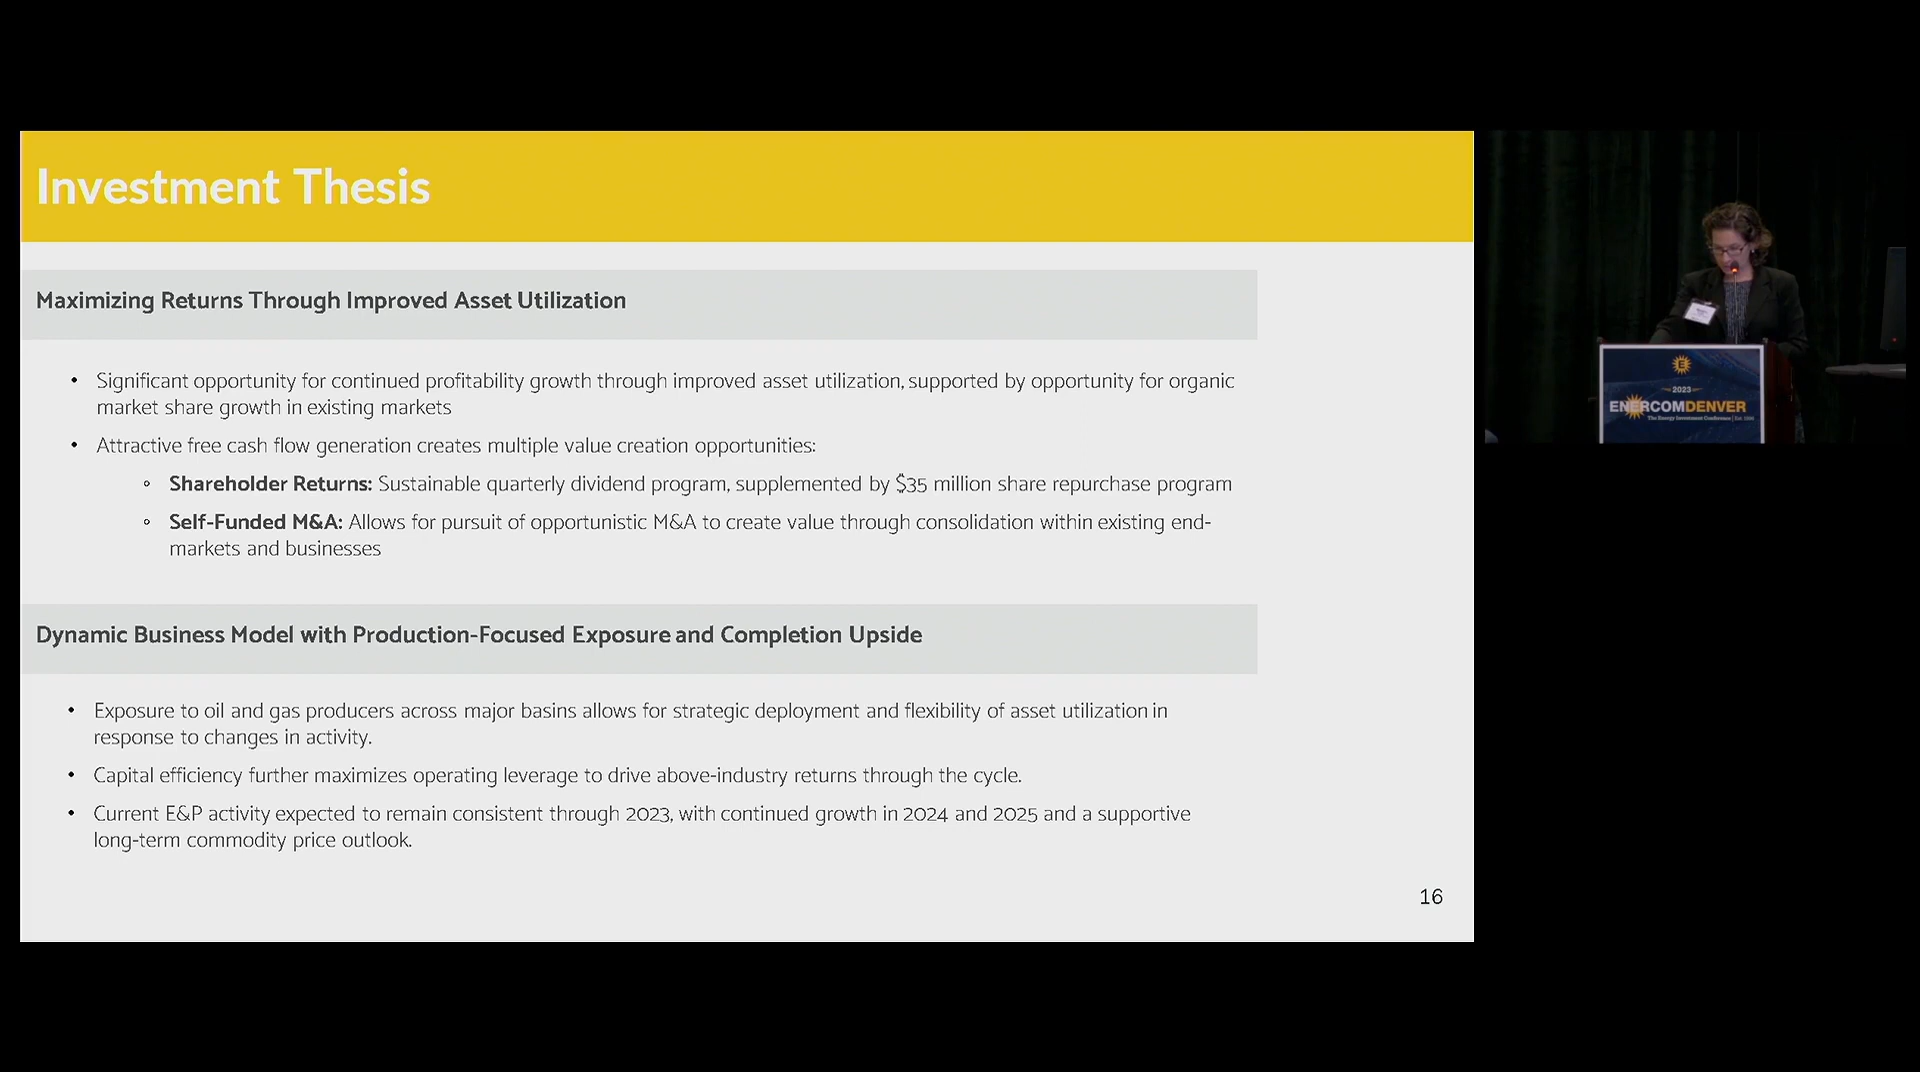 Investment Thesis
Maximizing Returns Through Improved Asset Utilization
• Significant opportunity for continued profitability growth through improved asset utilization, supported by opportunity for organic
market share growth in existing markets
• Attractive free cash flow generation creates multiple value creation opportunities:
◦ Shareholder Returns: Sustainable quarterly dividend program, supplemented by $35 million share repurchase program
◦ Self-Funded M&A: Allows for pursuit of opportunistic M&A to create value through consolidation within existing end-
markets and businesses
Dynamic Business Model with Production-Focused Exposure and Completion Upside
• Exposure to oil and gas producers across major basins allows for strategic deployment and flexibility of asset utilization in
response to changes in activity.
• Capital efficiency further maximizes operating leverage to drive above-industry returns through the cycle.
• Current E&P activity expected to remain consistent through 2023, with continued growth in 2024 and 2025 and a supportive
long-term commodity price outlook.
16
E
2023
ENERCOMDENVER
The Energy Investment Conference | Est.